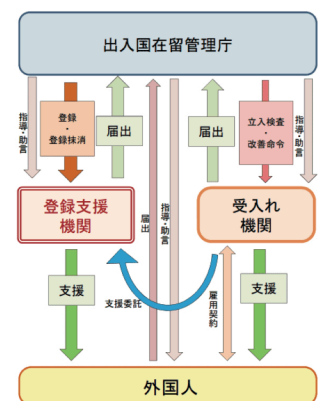 出入国在留管理庁
指導・助言
登録
・
登録抹消
届出
届出
立入検査
・
改善命令
指導・助言
登録支援
機関
届出
指導・助言
受入れ
機関
支援
支援委託
雇用契約
支援
外国人